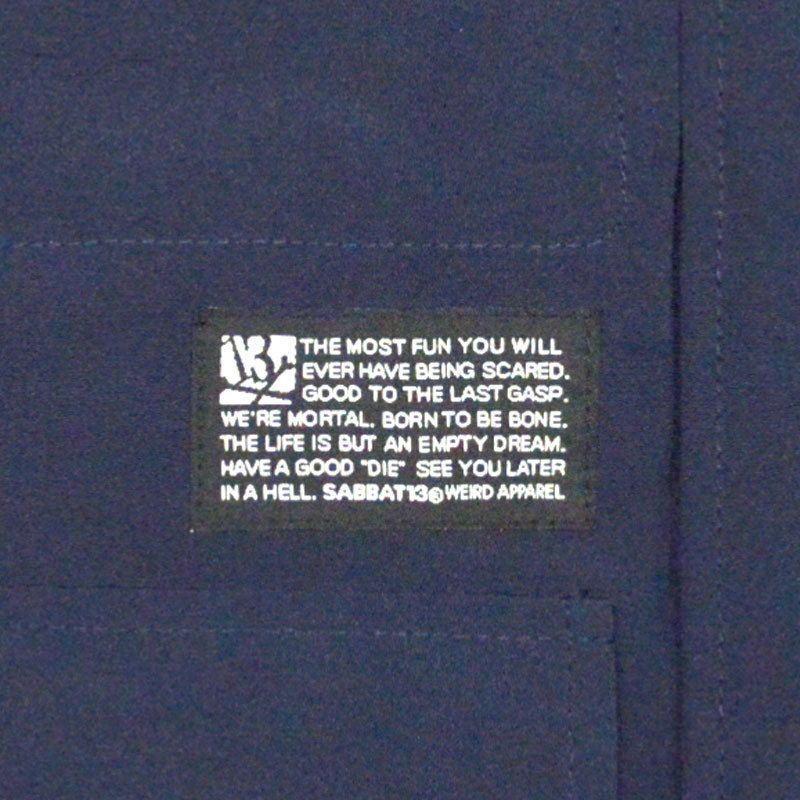 13
THE MOST FUN YOU WILL
EVER HAVE BEING SCARED.
GOOD TO THE LAST GASP.
WE'RE MORTAL. BORN TO BE BONE.
THE LIFE IS BUT AN EMPTY DREAM.
HAVE A GOOD "DIE" SEE YOU LATER
IN A HELL. SABBAT13® WEIRD APPAREL